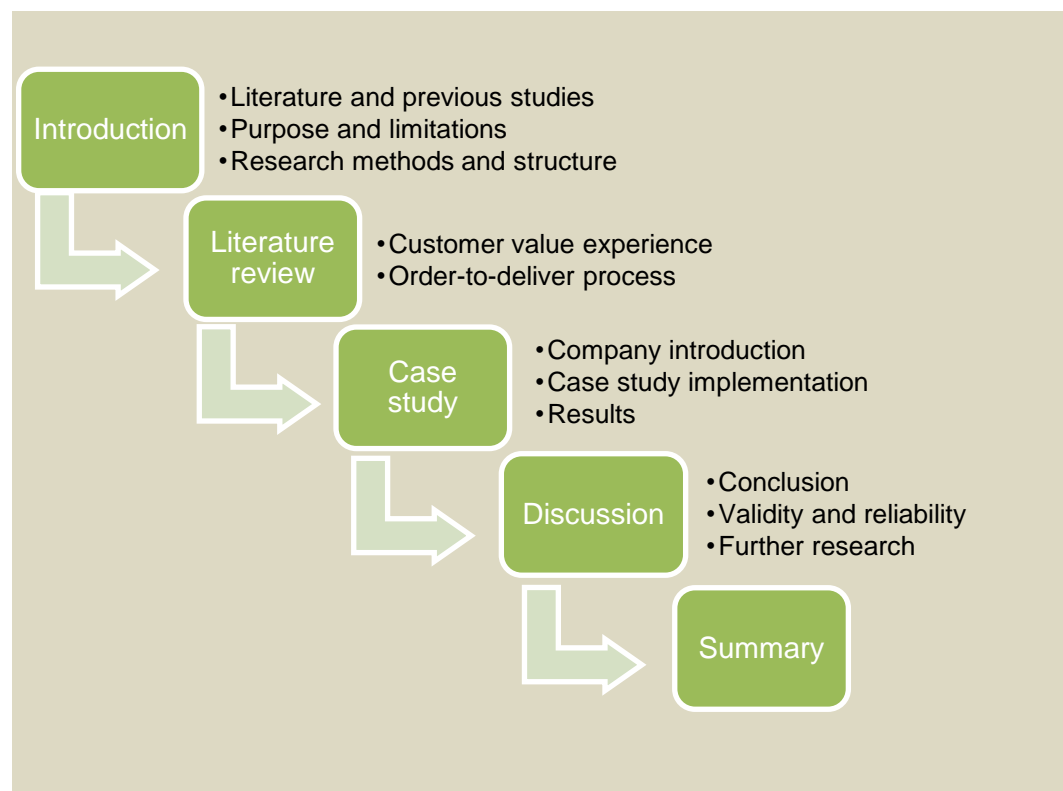 Introduction
•Literature and previous studies
•Purpose and limitations
•Research methods and structure
Literature
review
•Customer value experience
•Order-to-deliver process
Case
study
•Company introduction
•Case study implementation
•Results
Discussion
•Conclusion
•Validity and reliability
•Further research
Summary